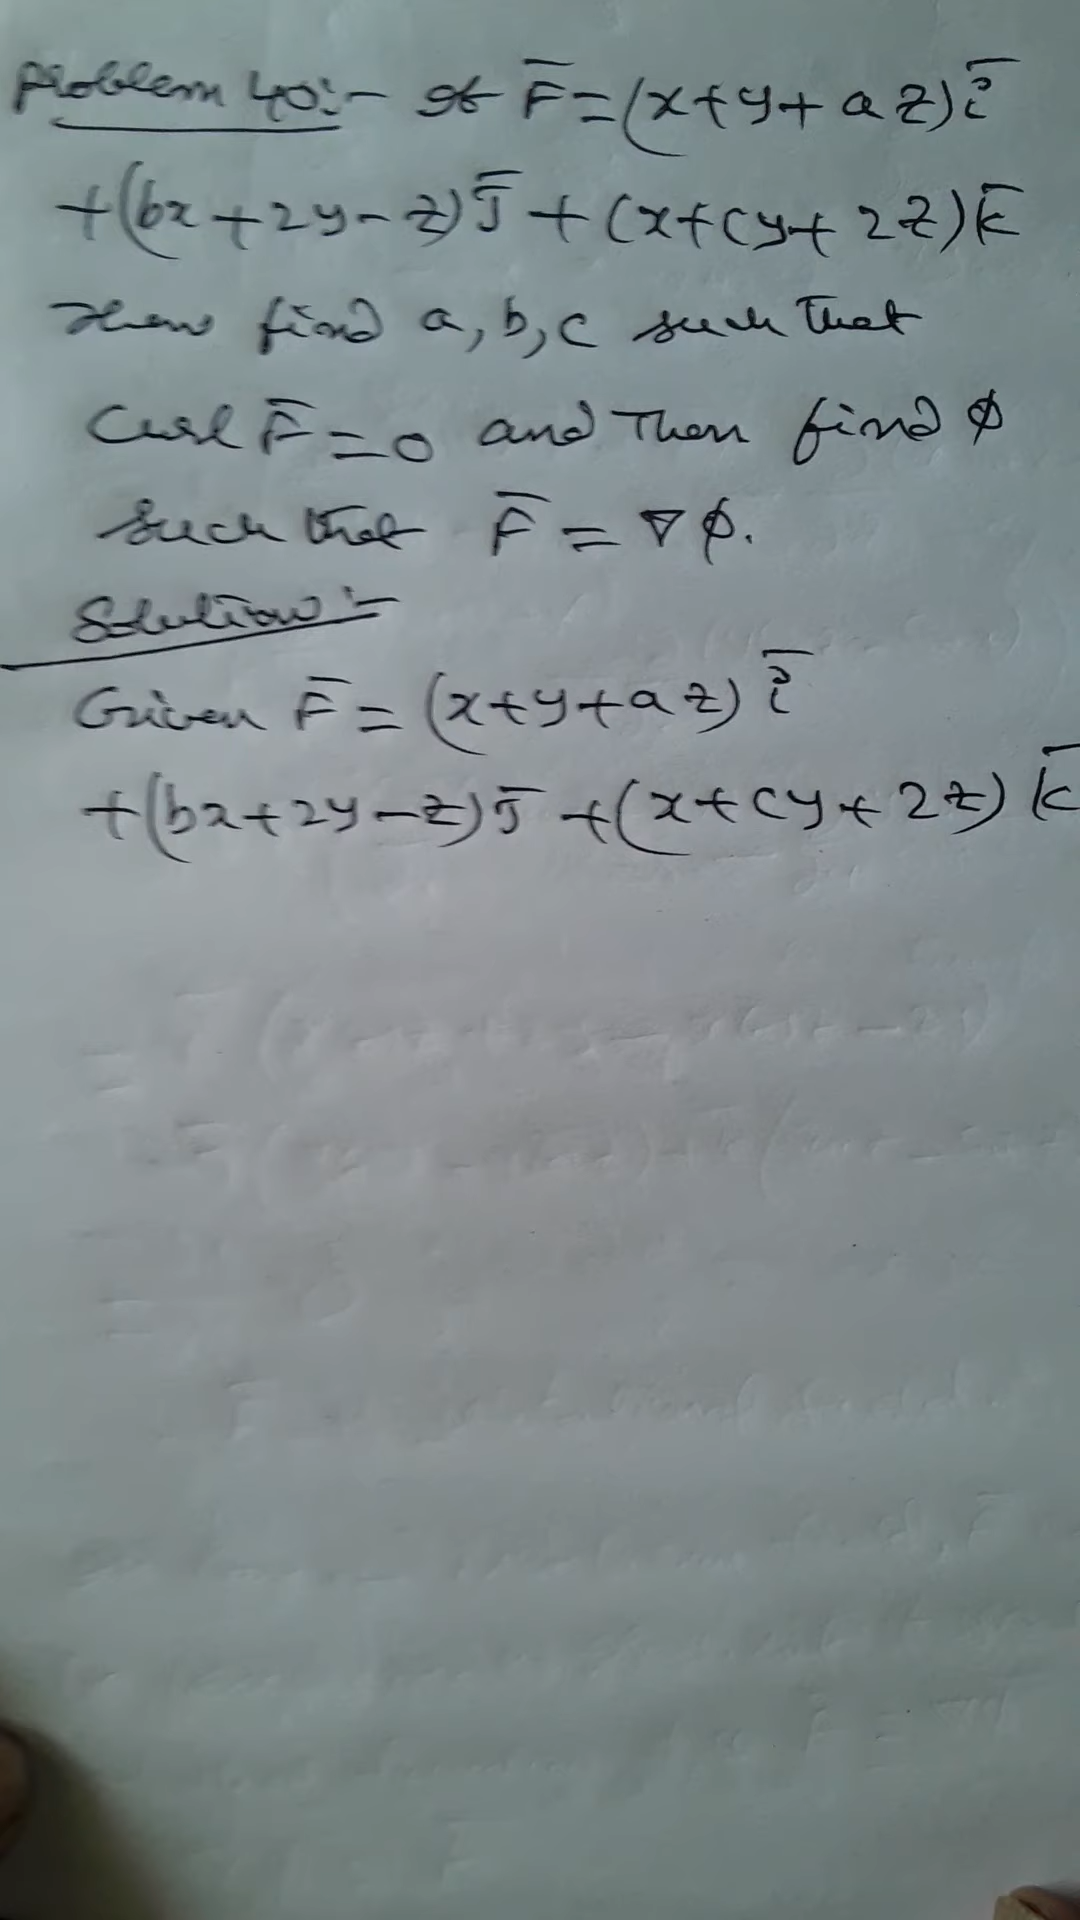 Problem 40:- If F̅=(x+y+az)i̅
+(bx+2y-z)j̅+(x+cy+2z)k̅
then find a,b,c such that
Curl F̅=0 and Then find φ
such that F̅=∇φ.
Solution:-
Given F̅=(x+y+az)i̅
+(bx+2y-z)j̅+(x+cy+2z)k̅